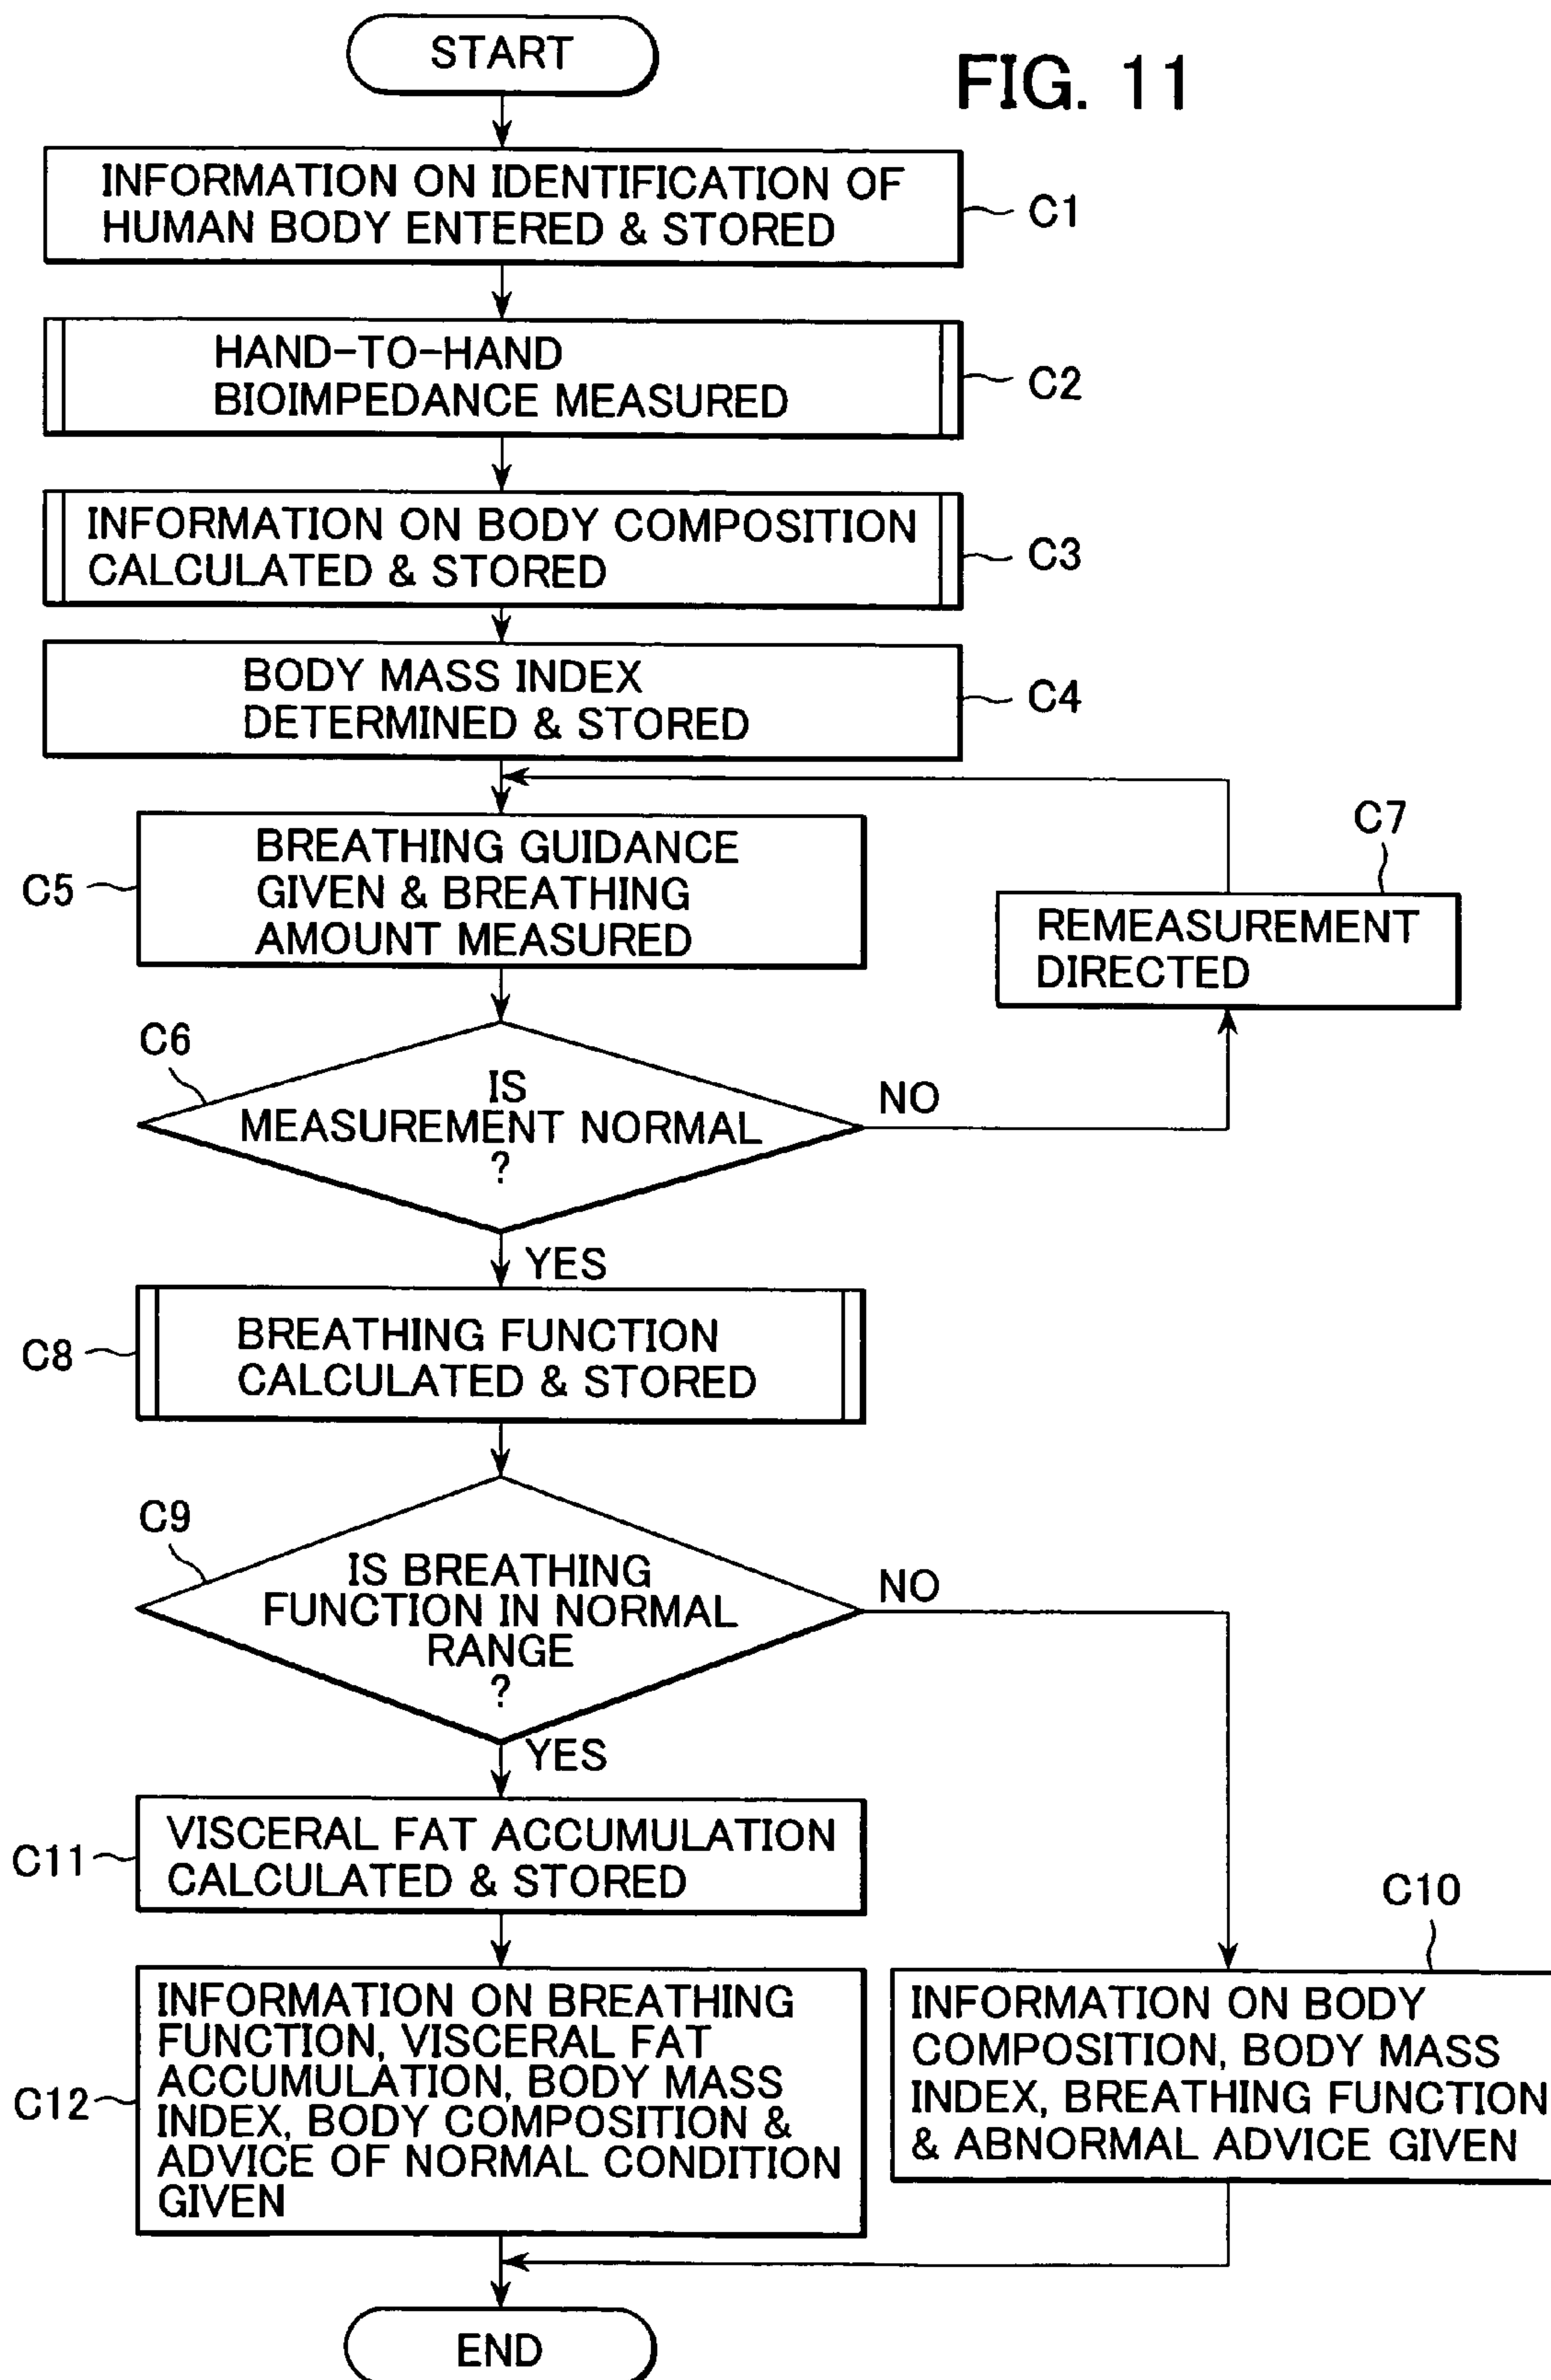 START
FIG. 11
INFORMATION ON IDENTIFICATION OF
HUMAN BODY ENTERED & STORED
C1
HAND-TO-HAND
BIOIMPEDANCE MEASURED
C2
INFORMATION ON BODY COMPOSITION
CALCULATED & STORED
C3
BODY MASS INDEX
DETERMINED & STORED
C4
C5
BREATHING GUIDANCE
GIVEN & BREATHING
AMOUNT MEASURED
C7
REMEASUREMENT
DIRECTED
C6
IS
MEASUREMENT NORMAL
?
NO
YES
C8
BREATHING FUNCTION
CALCULATED & STORED
C9
IS BREATHING
FUNCTION IN NORMAL
RANGE
?
NO
YES
C11
VISCERAL FAT ACCUMULATION
CALCULATED & STORED
C10
INFORMATION ON BODY
COMPOSITION, BODY MASS
INDEX, BREATHING FUNCTION
& ABNORMAL ADVICE GIVEN
C12
INFORMATION ON BREATHING
FUNCTION, VISCERAL FAT
ACCUMULATION, BODY MASS
INDEX, BODY COMPOSITION &
ADVICE OF NORMAL CONDITION
GIVEN
END